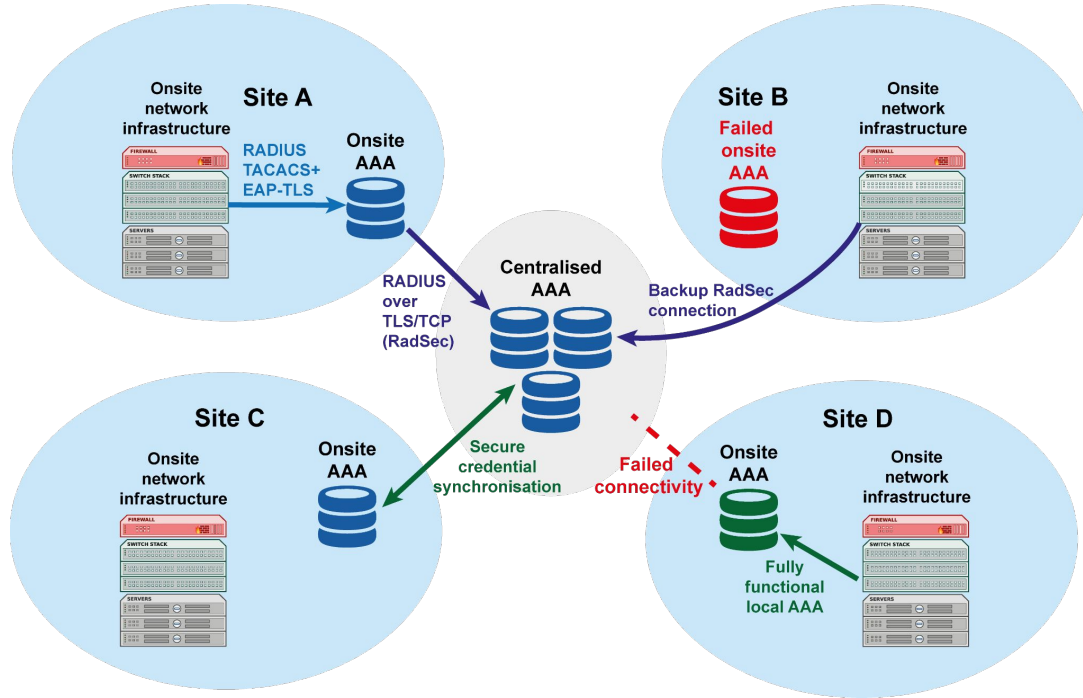 Site A
Onsite
network
infrastructure
FIREWALL
SWITCH STACK
SERVERS
RADIUS
TACACS+
EAP-TLS
Onsite
AAA
Site B
Failed
onsite
AAA
Onsite
network
infrastructure
FIREWALL
SWITCH STACK
SERVERS
Centralised
AAA
RADIUS
over
TLS/TCP
(RadSec)
Backup RadSec
connection
Site C
Onsite
network
infrastructure
FIREWALL
SWITCH STACK
SERVERS
Onsite
AAA
Secure
credential
synchronisation
Site D
Failed
connectivity
Onsite
AAA
Onsite
network
infrastructure
FIREWALL
SWITCH STACK
SERVERS
Fully
functional
local AAA